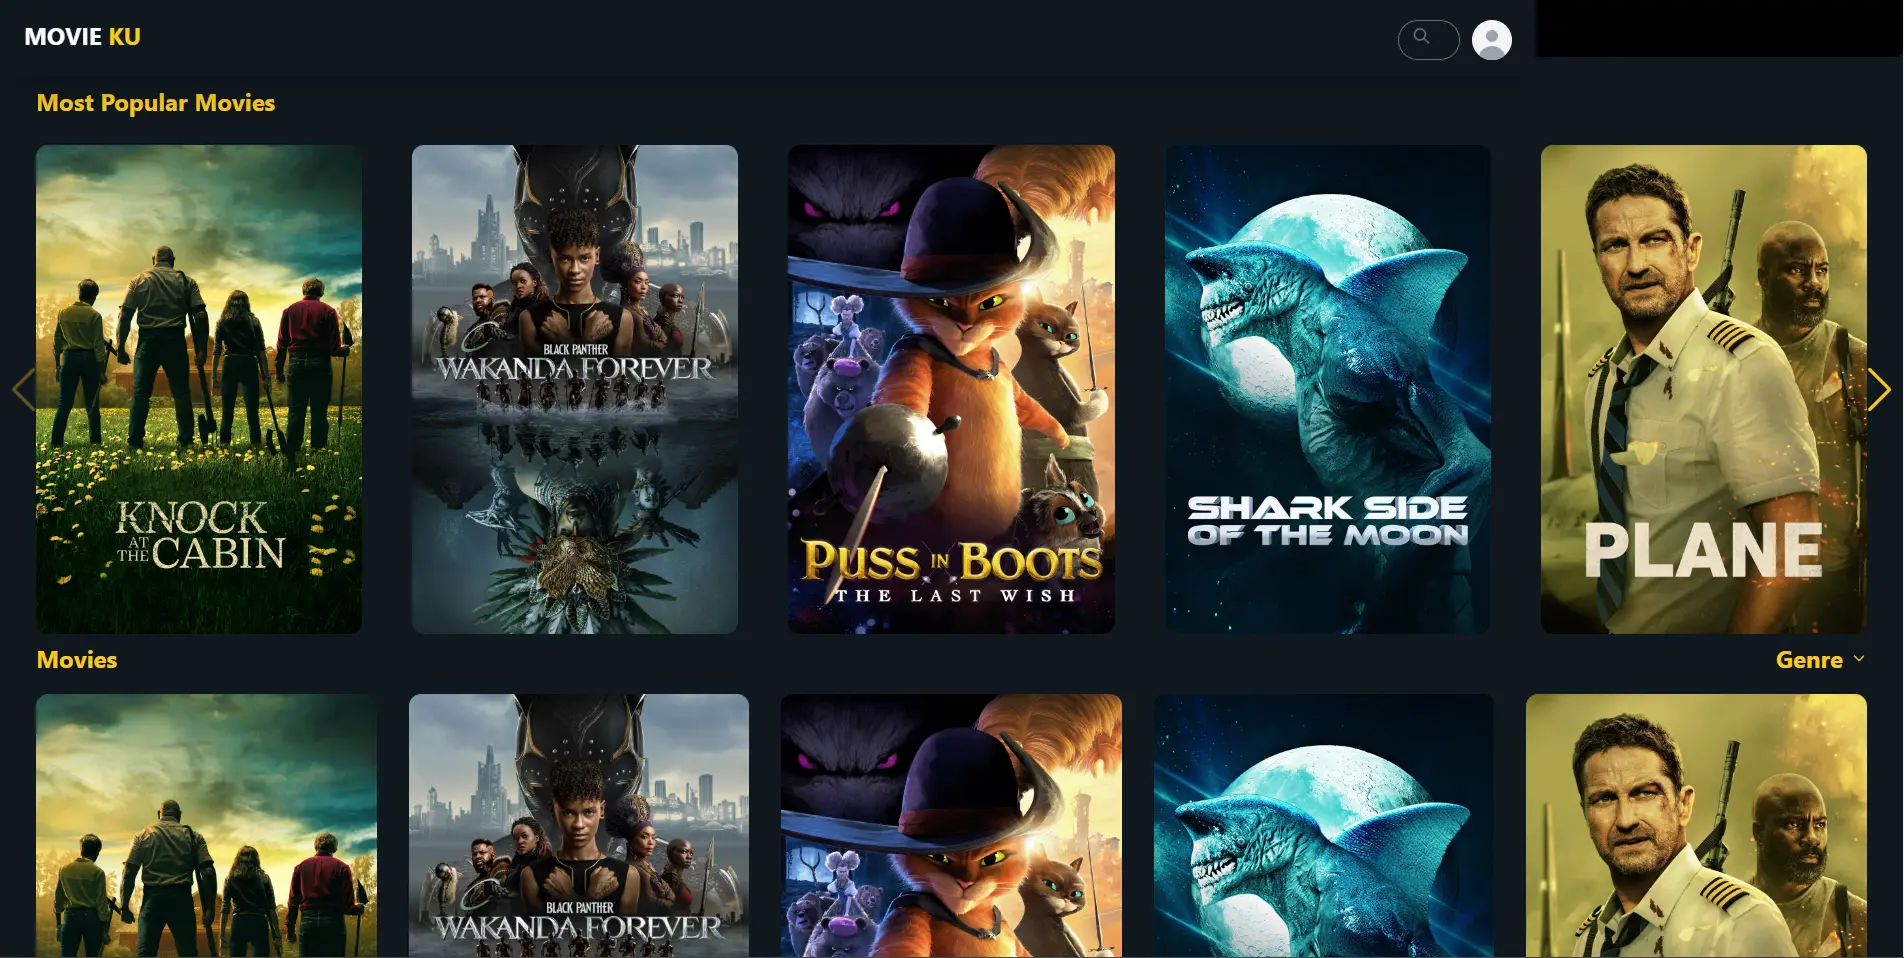 MOVIE KU
Most Popular Movies
KNOCK
AT
THE CABIN
BLACK PANTHER
WAKANDA FOREVER
PUSS IN BOOTS
THE LAST WISH
SHARK SIDE
OF THE MOON
PLANE
Movies
Genre
BLACK PANTHER
WAKANDA FOREVER